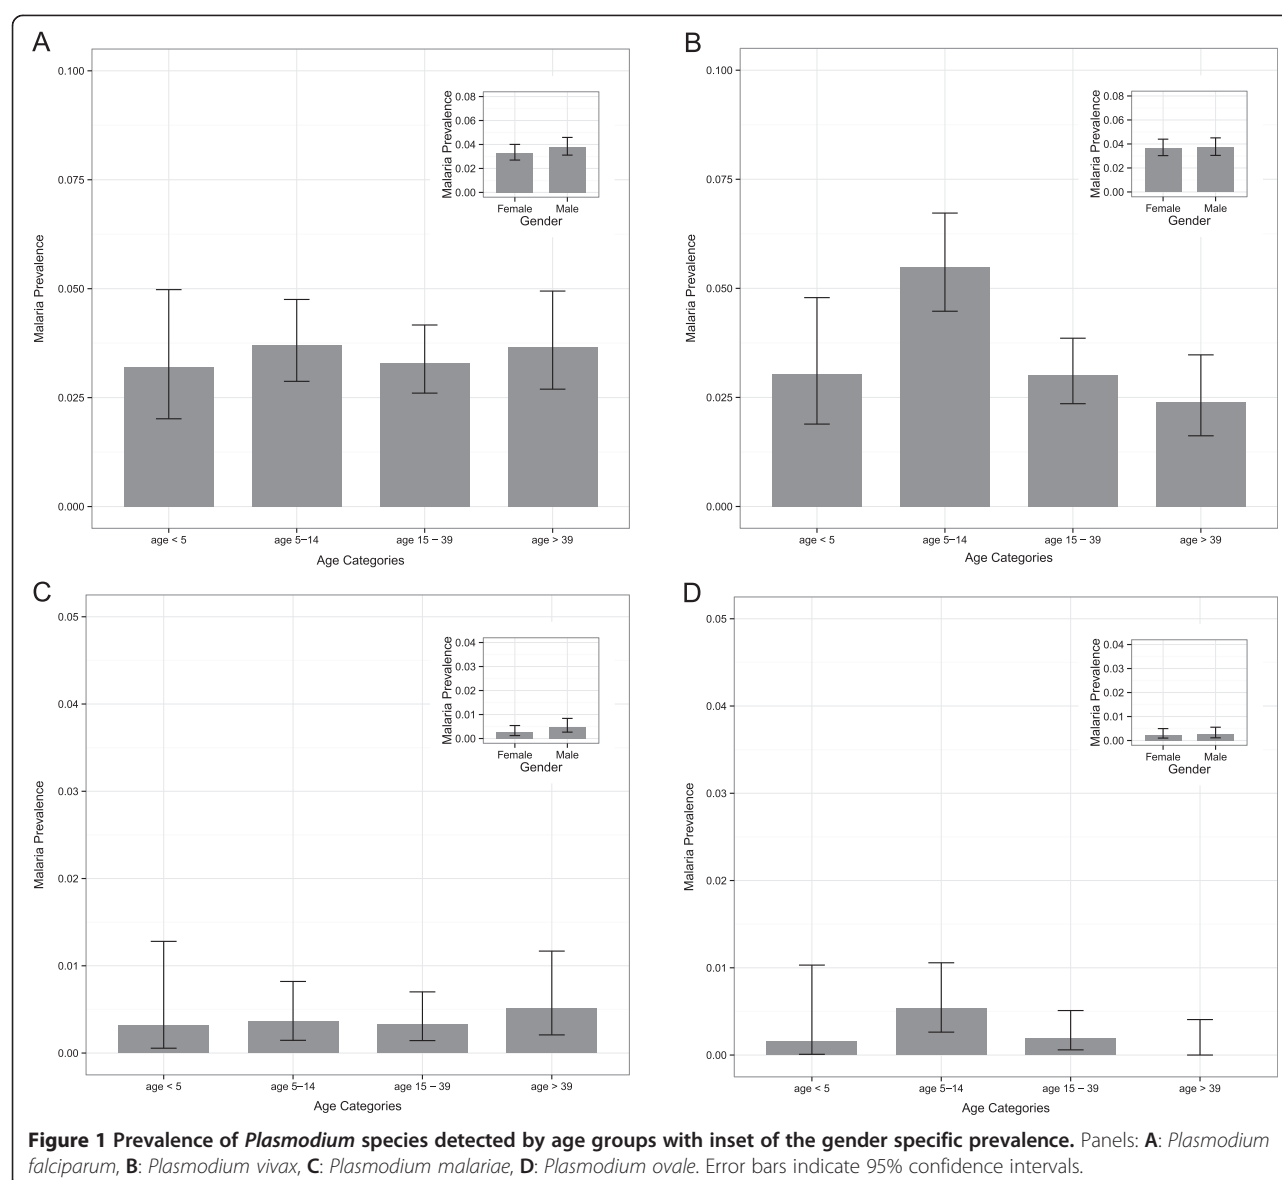 A
0.100
0.075
0.050
0.025
0.000
Malaria Prevalence
age < 5
age 5–14
age 15 – 39
age > 39
Age Categories
Malaria Prevalence
0.08
0.06
0.04
0.02
0.00
Female
Male
Gender
B
0.100
0.075
0.050
0.025
0.000
Malaria Prevalence
age < 5
age 5–14
age 15 – 39
age > 39
Age Categories
Malaria Prevalence
0.08
0.06
0.04
0.02
0.00
Female
Male
Gender
C
0.05
0.04
0.03
0.02
0.01
0.00
Malaria Prevalence
age < 5
age 5–14
age 15 – 39
age > 39
Age Categories
Malaria Prevalence
0.04
0.03
0.02
0.01
0.00
Female
Male
Gender
D
0.05
0.04
0.03
0.02
0.01
0.00
Malaria Prevalence
age < 5
age 5–14
age 15 – 39
age > 39
Age Categories
Malaria Prevalence
0.04
0.03
0.02
0.01
0.00
Female
Male
Gender
Figure 1 Prevalence of Plasmodium species detected by age groups with inset of the gender specific prevalence. Panels: A: Plasmodium
falciparum, B: Plasmodium vivax, C: Plasmodium malariae, D: Plasmodium ovale. Error bars indicate 95% confidence intervals.